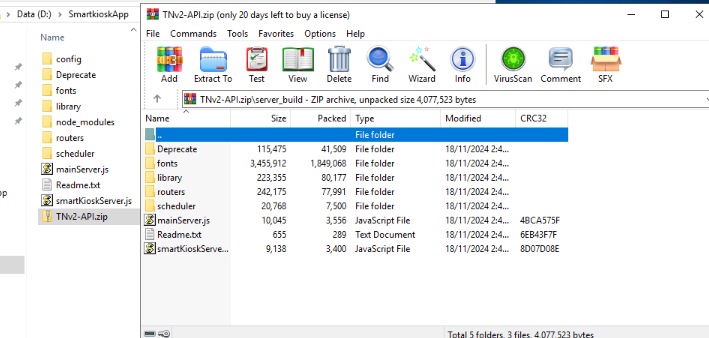 Data (D:) > SmartkioskApp
Name
config
Deprecate
fonts
library
node_modules
routers
scheduler
mainServer.js
Readme.txt
smartKioskServer.js
TNv2-API.zip
TNv2-API.zip (only 20 days left to buy a license)
File Commands Tools Favorites Options Help
Add Extract To Test View Delete Find Wizard Info VirusScan Comment SFX
TNv2-API.zip\server_build - ZIP archive, unpacked size 4,077,523 bytes
Name Size Packed Type Modified CRC32
.. File folder
Deprecate 115,475 41,509 File folder 18/11/2024 2:4...
fonts 3,455,912 1,849,068 File folder 18/11/2024 2:4...
library 223,355 80,177 File folder 18/11/2024 2:4...
routers 242,175 77,991 File folder 18/11/2024 2:4...
scheduler 20,768 7,500 File folder 18/11/2024 2:4...
mainServer.js 10,045 3,556 JavaScript File 18/11/2024 2:4... 4BCA575F
Readme.txt 655 289 Text Document 18/11/2024 2:4... 6EB43F7F
smartKioskServe... 9,138 3,400 JavaScript File 18/11/2024 2:4... 8D07D08E
Total 5 folders, 3 files, 4,077,523 bytes